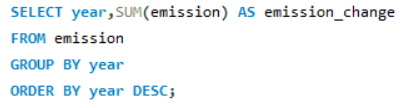 SELECT year,SUM(emission) AS emission_change
FROM emission
GROUP BY year
ORDER BY year DESC;